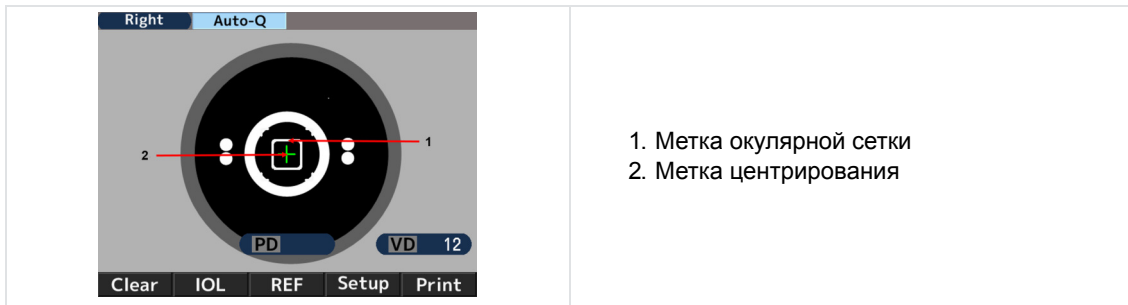 Right Auto-Q
1
2
PD VD 12
Clear IOL REF Setup Print
1. Метка окулярной сетки
2. Метка центрирования